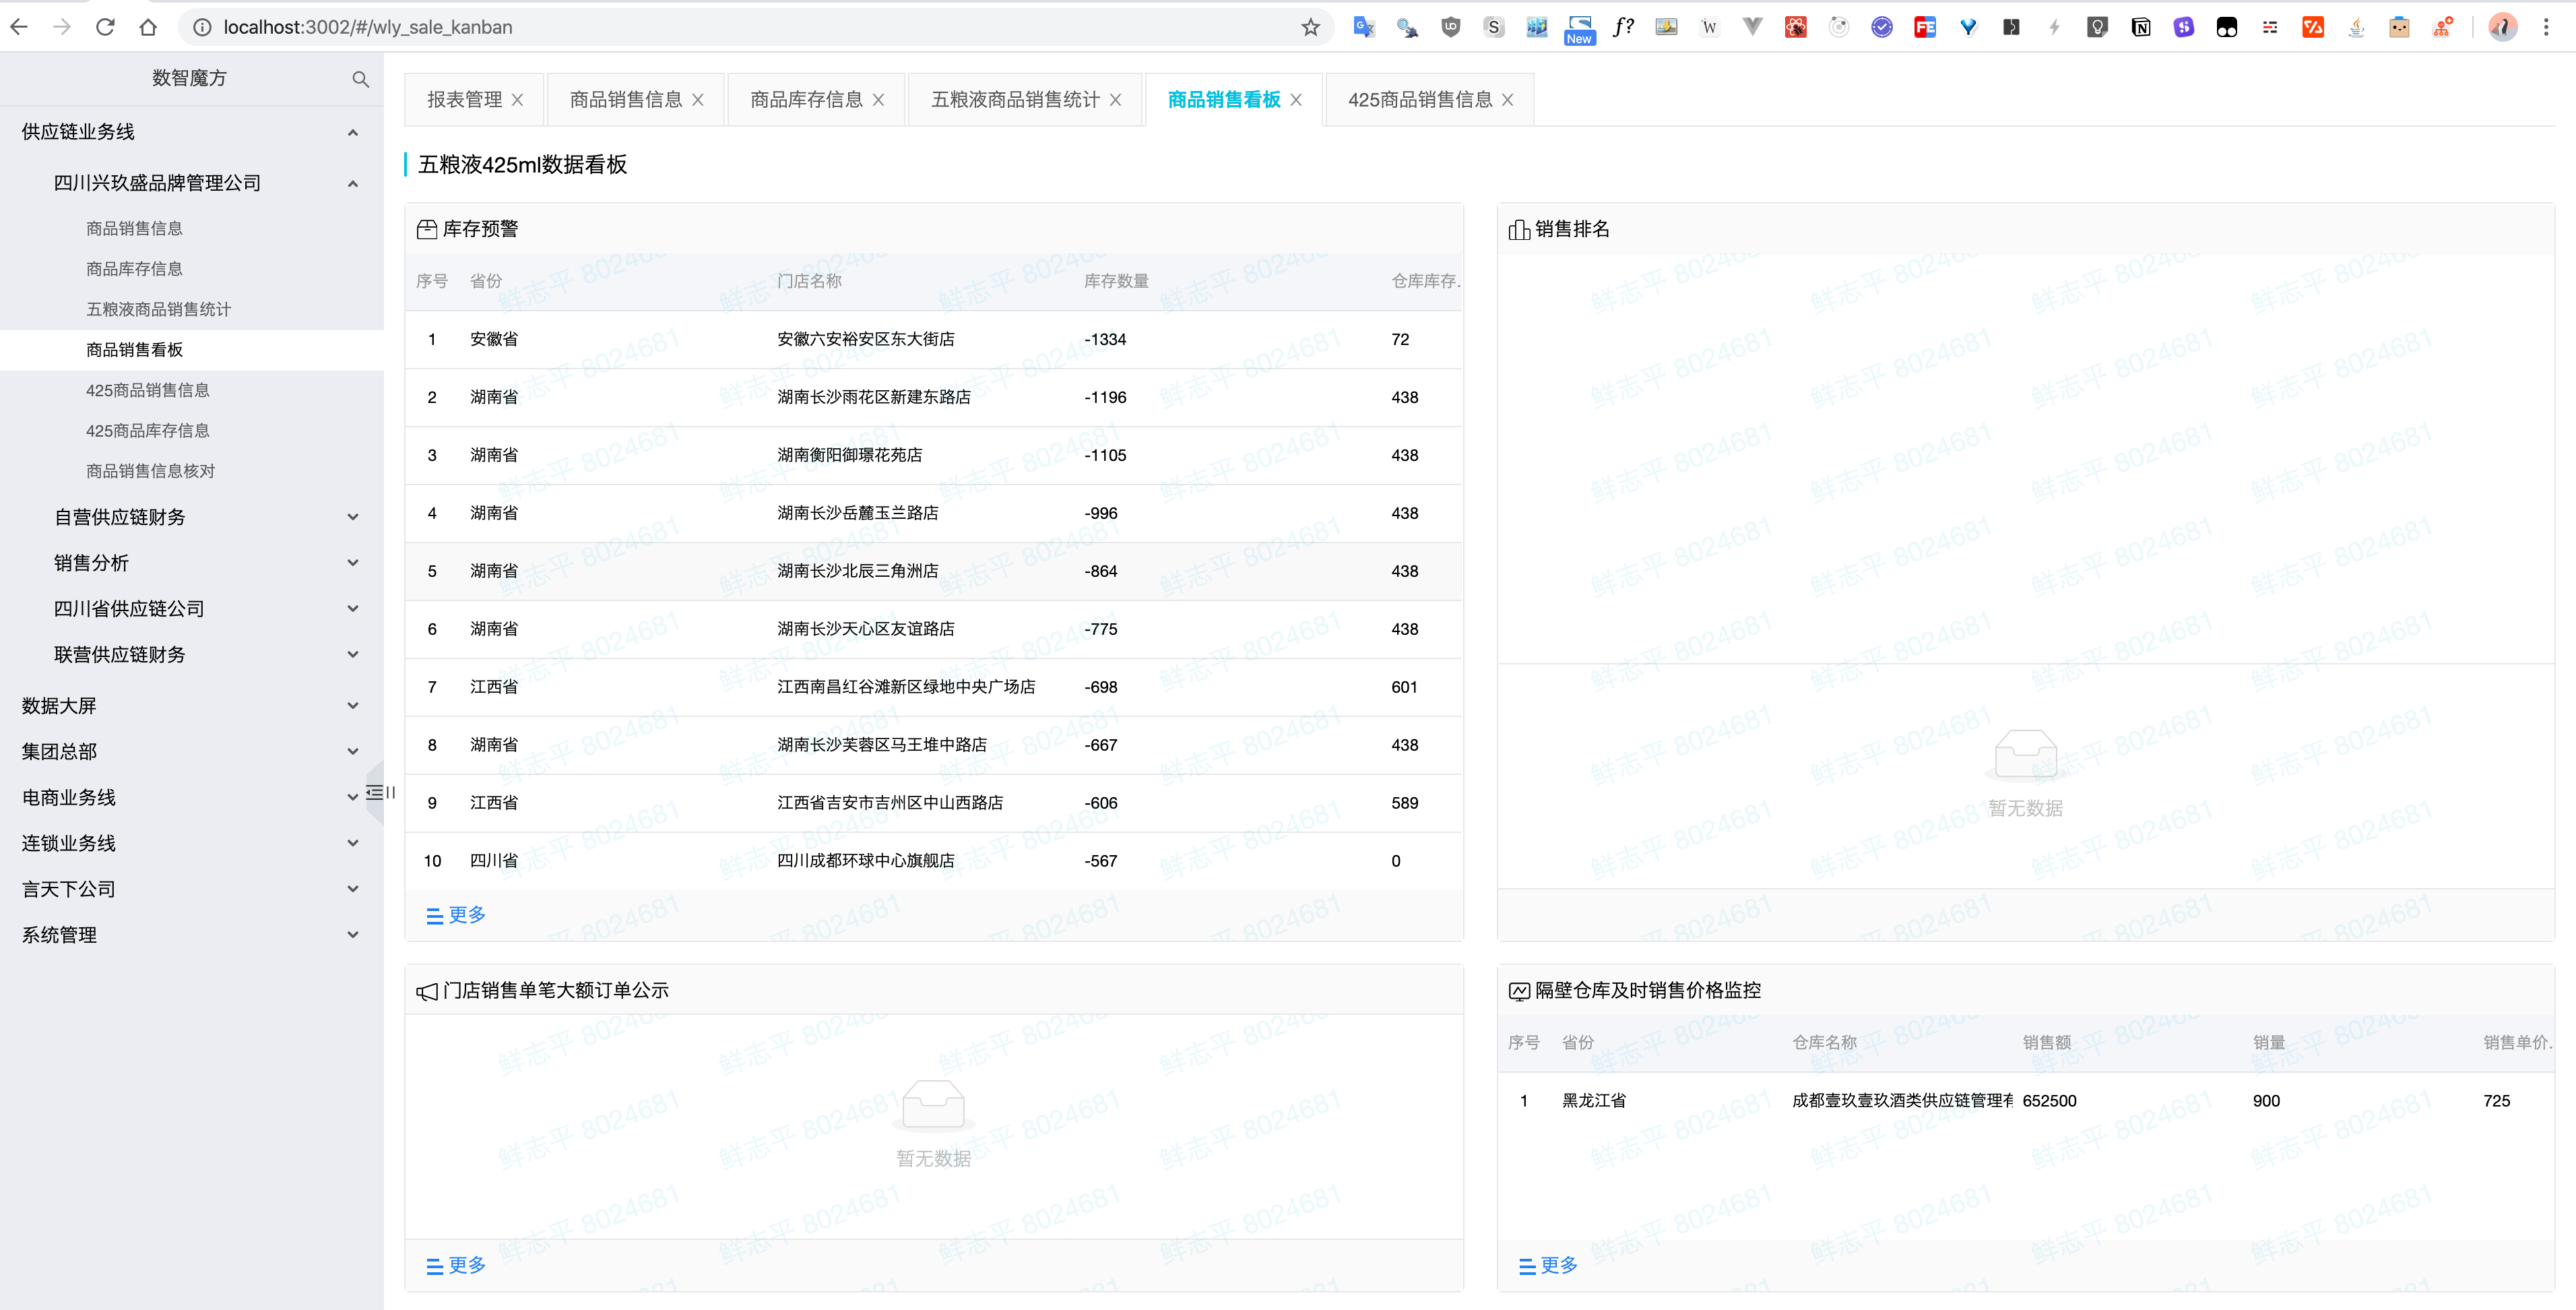 localhost:3002/#/wly_sale_kanban
New
数智魔方
供应链业务线
四川兴玖盛品牌管理公司
商品销售信息
商品库存信息
五粮液商品销售统计
商品销售看板
425商品销售信息
425商品库存信息
商品销售信息核对
自营供应链财务
销售分析
四川省供应链公司
联营供应链财务
数据大屏
集团总部
电商业务线
连锁业务线
言天下公司
系统管理
报表管理 商品销售信息 商品库存信息 五粮液商品销售统计 商品销售看板 425商品销售信息
五粮液425ml数据看板
库存预警
序号 省份 门店名称 库存数量 仓库库存.
1 安徽省 安徽六安裕安区东大街店 -1334 72
2 湖南省 湖南长沙雨花区新建东路店 -1196 438
3 湖南省 湖南衡阳御璟花苑店 -1105 438
4 湖南省 湖南长沙岳麓玉兰路店 -996 438
5 湖南省 湖南长沙北辰三角洲店 -864 438
6 湖南省 湖南长沙天心区友谊路店 -775 438
7 江西省 江西南昌红谷滩新区绿地中央广场店 -698 601
8 湖南省 湖南长沙芙蓉区马王堆中路店 -667 438
9 江西省 江西省吉安市吉州区中山西路店 -606 589
10 四川省 四川成都环球中心旗舰店 -567 0
更多
销售排名
暂无数据
门店销售单笔大额订单公示
暂无数据
更多
隔壁仓库及时销售价格监控
序号 省份 仓库名称 销售额 销量 销售单价.
1 黑龙江省 成都壹玖壹玖酒类供应链管理有 652500 900 725
更多
鲜志平 8024681